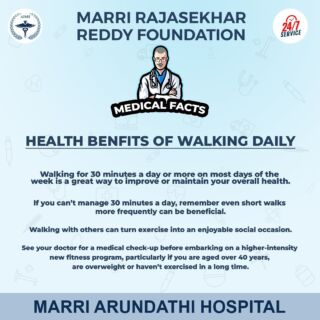 MARRI RAJASEKHAR
REDDY FOUNDATION
24/7
SERVICE
MEDICAL FACTS
HEALTH BENFITS OF WALKING DAILY
Walking for 30 minutes a day or more on most days of the
week is a great way to improve or maintain your overall health.
If you can't manage 30 minutes a day, remember even short walks
more frequently can be beneficial.
Walking with others can turn exercise into an enjoyable social occasion.
See your doctor for a medical check-up before embarking on a higher-intensity
new fitness program, particularly if you are aged over 40 years,
are overweight or haven't exercised in a long time.
MARRI ARUNDATHI HOSPITAL